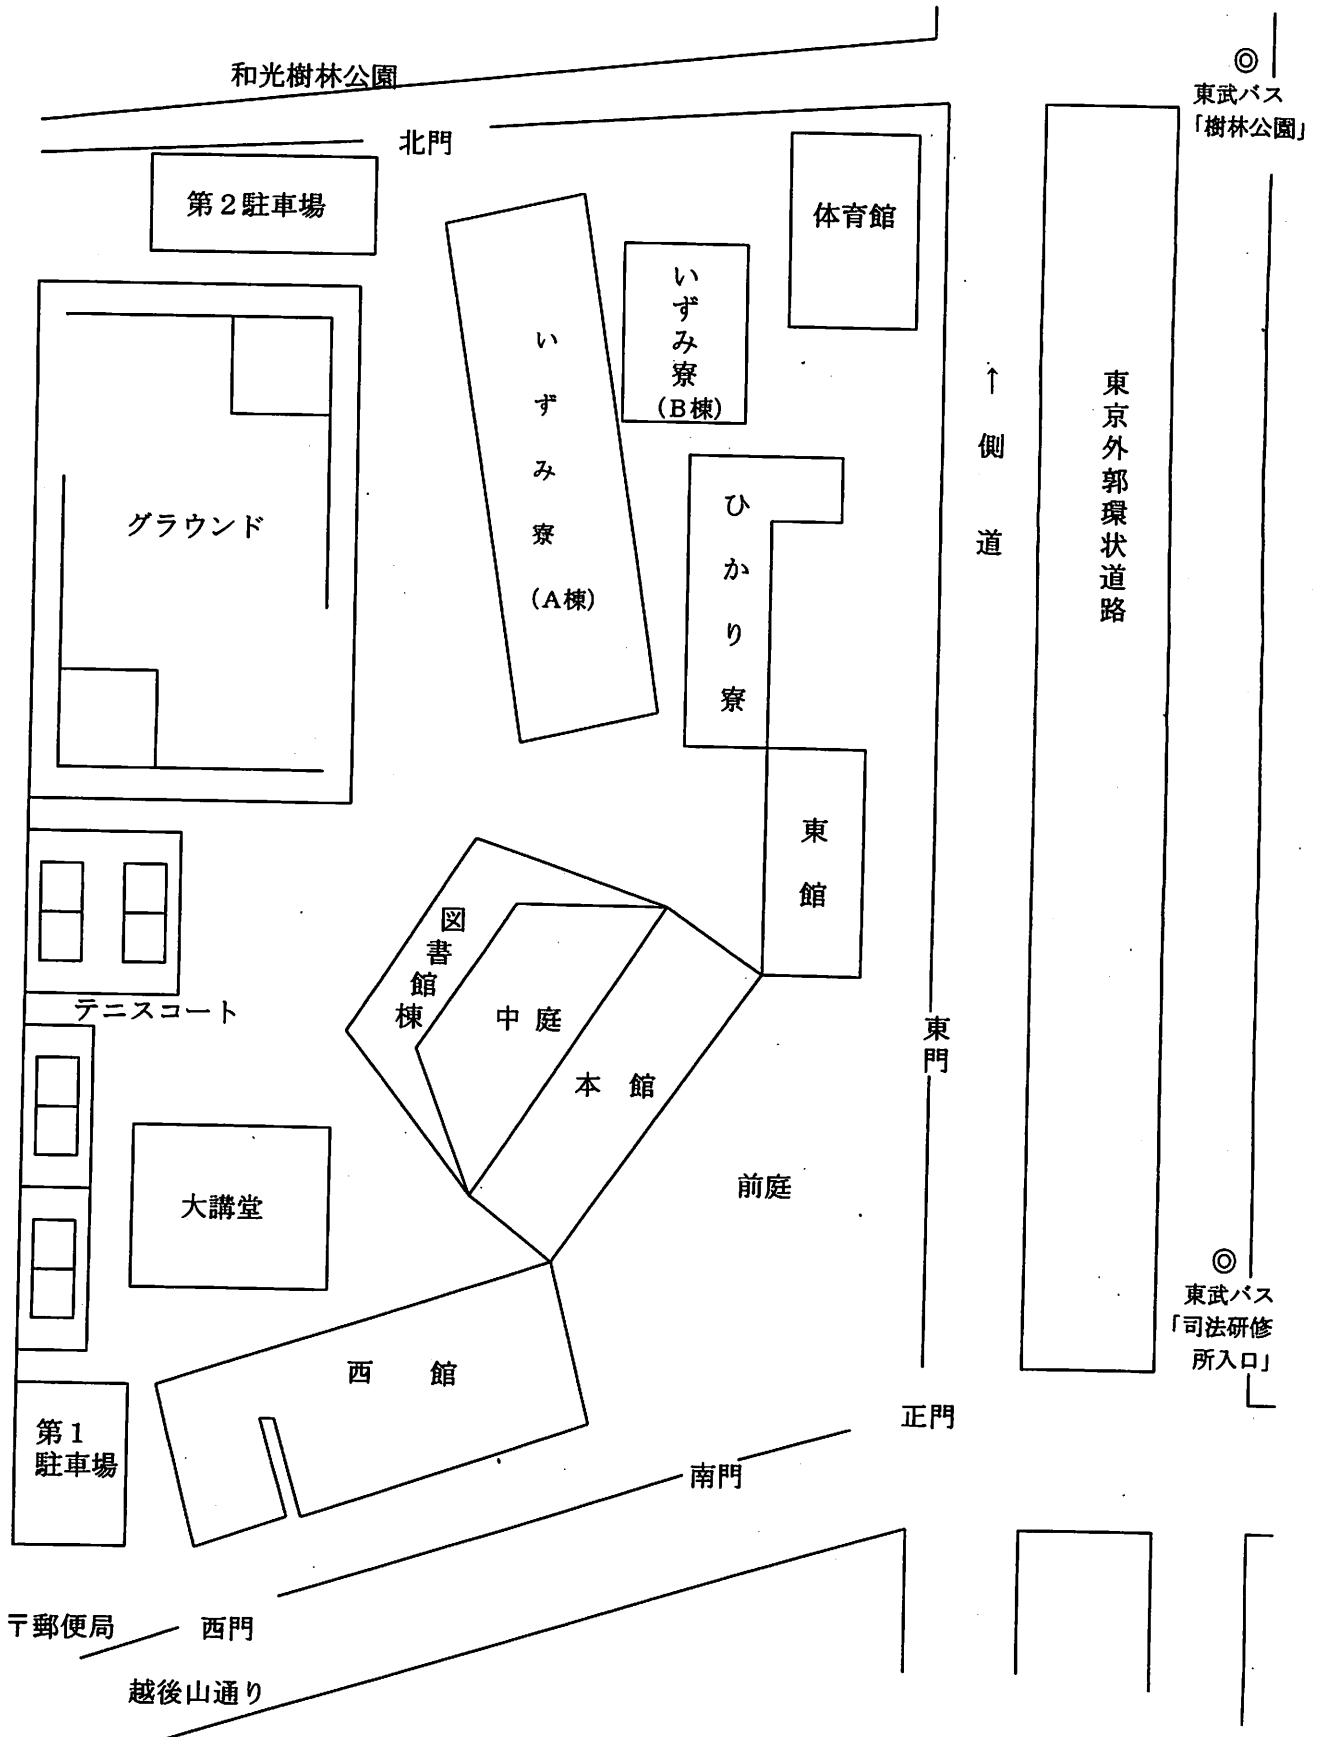 和光樹林公園
◎
東武バス
「樹林公園」
北門
第2駐車場
体育館
いずみ寮
(B棟)
いずみ寮
(A棟)
↑側道
東京外郭環状道路
グラウンド
ひかり寮
東館
図書館棟
中庭
本館
テニスコート
東門
大講堂
前庭
◎
東武バス
「司法研修
所入口」
西館
正門
第1
駐車場
南門
〒郵便局
西門
越後山通り